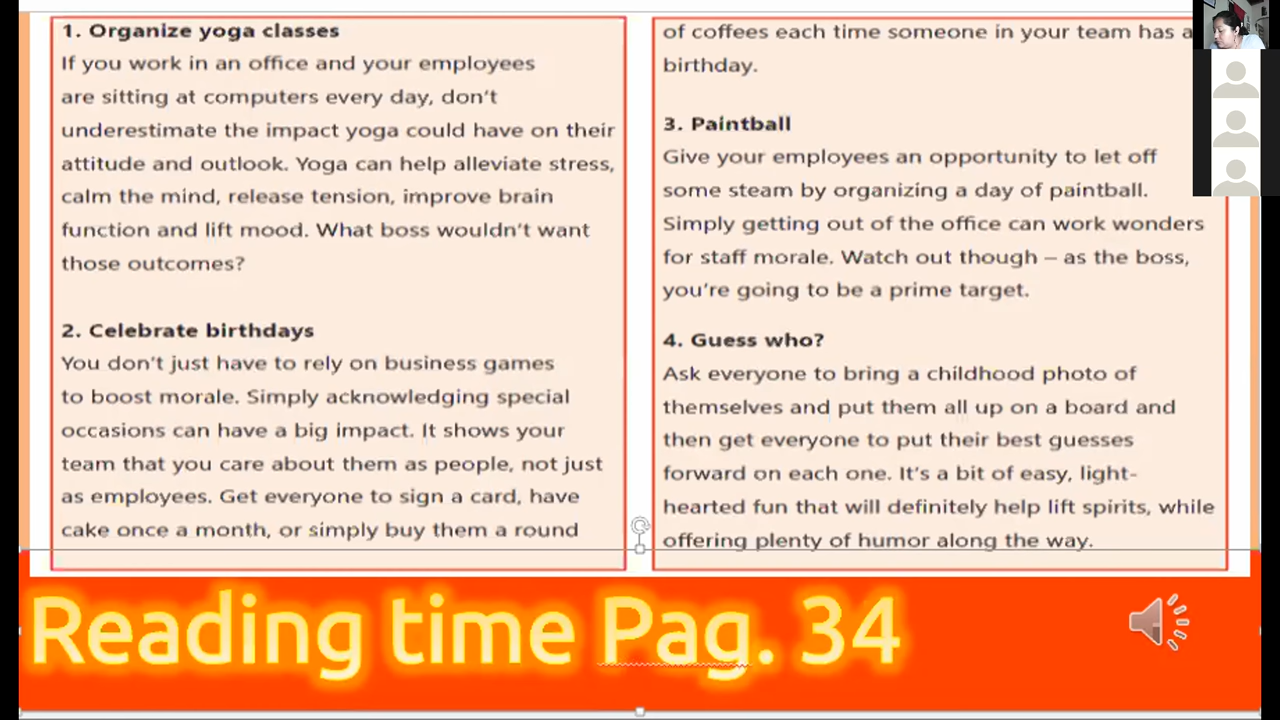 1. Organize yoga classes
If you work in an office and your employees
are sitting at computers every day, don't
underestimate the impact yoga could have on their
attitude and outlook. Yoga can help alleviate stress,
calm the mind, release tension, improve brain
function and lift mood. What boss wouldn't want
those outcomes?
2. Celebrate birthdays
You don't just have to rely on business games
to boost morale. Simply acknowledging special
occasions can have a big impact. It shows your
team that you care about them as people, not just
as employees. Get everyone to sign a card, have
cake once a month, or simply buy them a round
of coffees each time someone in your team has a
birthday.
3. Paintball
Give your employees an opportunity to let off
some steam by organizing a day of paintball.
Simply getting out of the office can work wonders
for staff morale. Watch out though – as the boss,
you're going to be a prime target.
4. Guess who?
Ask everyone to bring a childhood photo of
themselves and put them all up on a board and
then get everyone to put their best guesses
forward on each one. It's a bit of easy, light-
hearted fun that will definitely help lift spirits, while
offering plenty of humor along the way.
Reading time Pag. 34